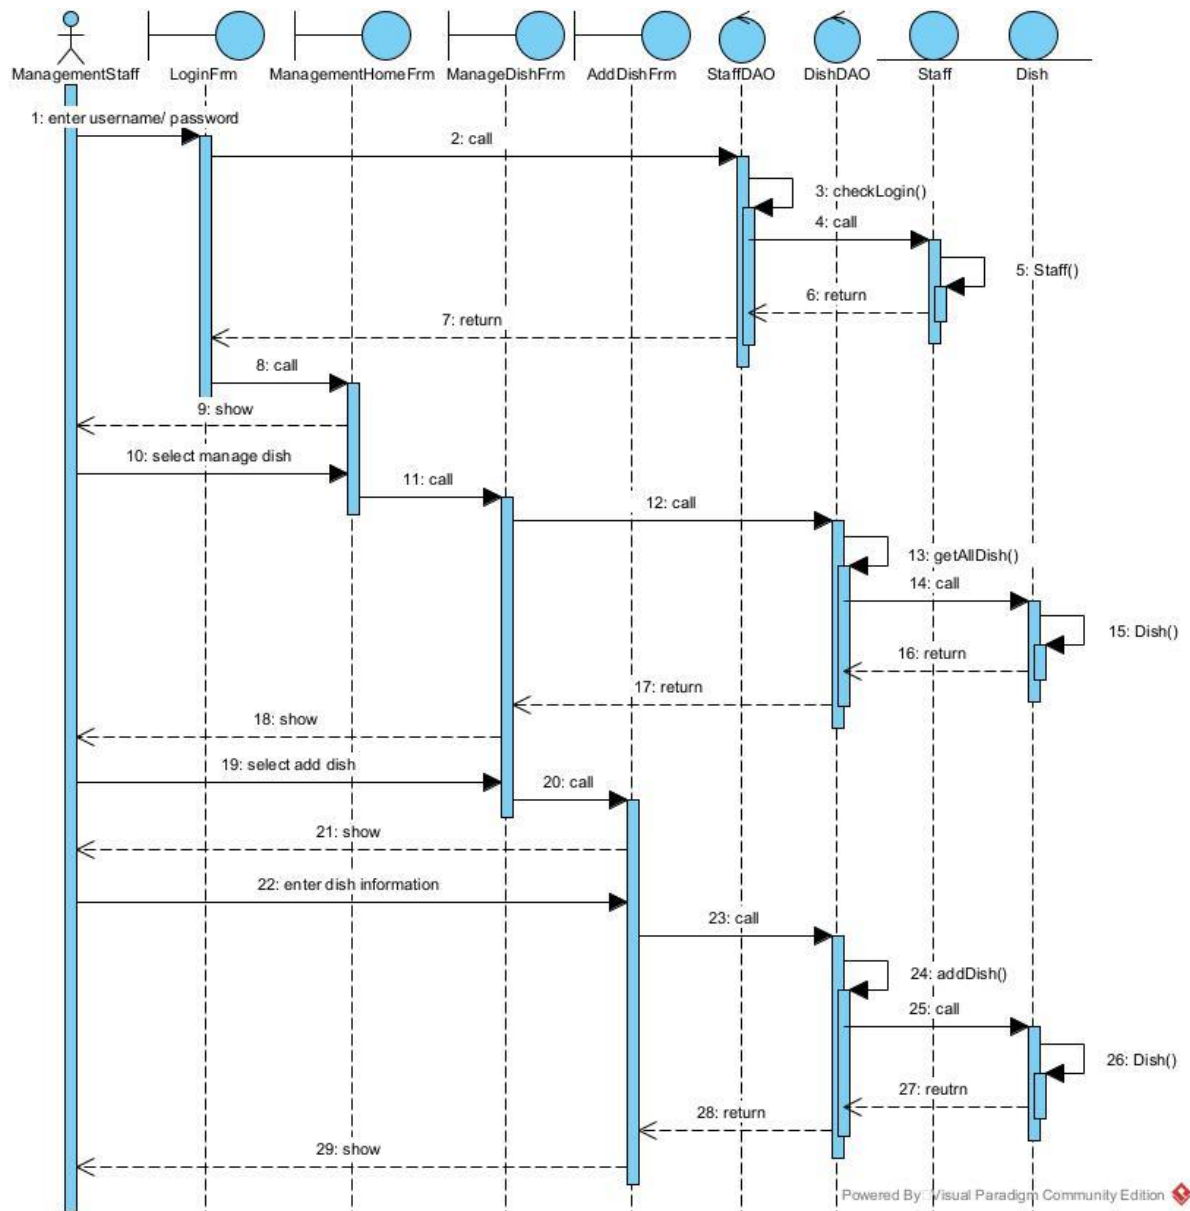 ManagementStaff
LoginFrm
ManagementHomeFrm
ManageDishFrm
AddDishFrm
StaffDAO
DishDAO
Staff
Dish
1: enter username/ password
2: call
3: checkLogin()
4: call
5: Staff()
6: return
7: return
8: call
9: show
10: select manage dish
11: call
12: call
13: getAllDish()
14: call
15: Dish()
16: return
17: return
18: show
19: select add dish
20: call
21: show
22: enter dish information
23: call
24: addDish()
25: call
26: Dish()
27: reutrn
28: return
29: show
Powered By Visual Paradigm Community Edition